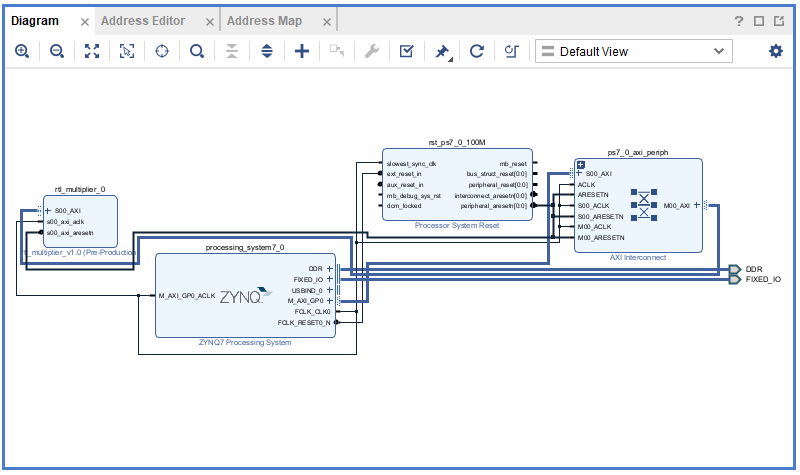 Diagram
Address Editor
Address Map
Default View
rst_ps7_0_100M
slowest_sync_clk
ext_reset_in
aux_reset_in
mb_debug_sys_rst
dcm_locked
mb_reset
bus_struct_reset[0:0]
peripheral_reset[0:0]
interconnect_aresetn[0:0]
peripheral_aresetn[0:0]
Processor System Reset
ps7_0_axi_periph
S00_AXI
ACLK
ARESETN
S00_ACLK
S00_ARESETN
M00_ACLK
M00_ARESETN
M00_AXI
AXI Interconnect
rtl_multiplier_0
S00_AXI
s00_axi_aclk
s00_axi_aresetn
tl_multiplier_v1.0 (Pre-Production
processing_system7_0
M_AXI_GP0_ACLK
ZYNQ
DDR
FIXED_IO
USBIND_0
M_AXI_GP0
FCLK_CLK0
FCLK_RESET0_N
ZYNQ7 Processing System
DDR
FIXED_IO